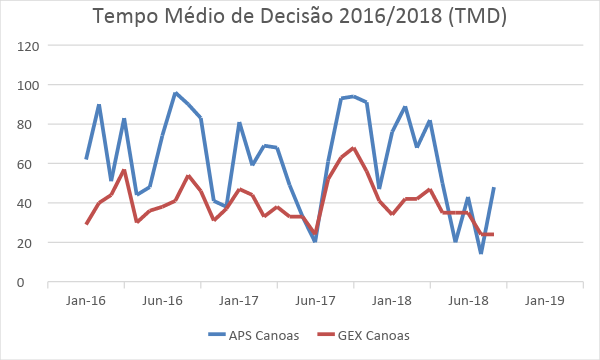 Tempo Médio de Decisão 2016/2018 (TMD)
120
100
80
60
40
20
0
Jan-16 Jun-16 Jan-17 Jun-17 Jan-18 Jun-18 Jan-19
APS Canoas GEX Canoas